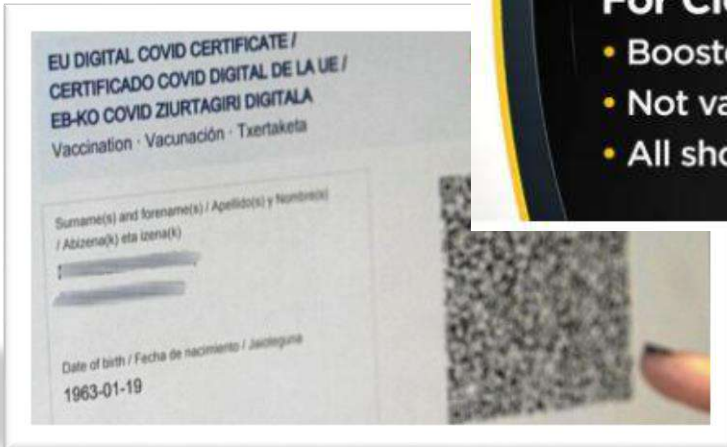 EU DIGITAL COVID CERTIFICATE /
CERTIFICADO COVID DIGITAL DE LA UE /
EB-KO COVID ZIURTAGIRI DIGITALA
Vaccination · Vacunación · Txertaketa
Surname(s) and forename(s) / Apellido(s) y Nombre(s)
/ Abizena(k) eta izena(k)
Date of birth / Fecha de nacimiento / Jaioteguna
1963-01-19
For
• Boost
• Not va
• All sho